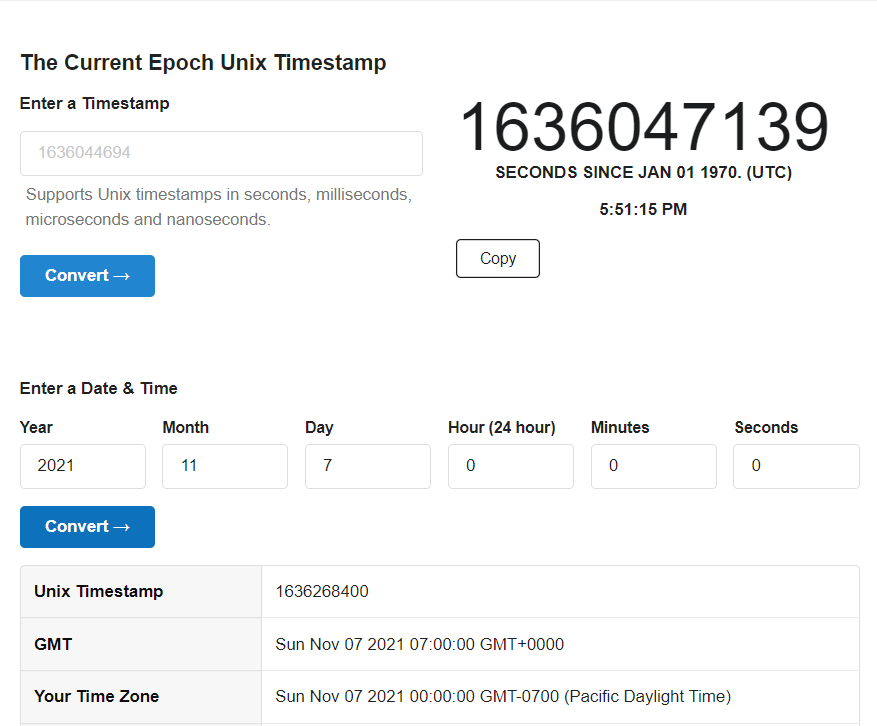 The Current Epoch Unix Timestamp
Enter a Timestamp
1636044694
Supports Unix timestamps in seconds, milliseconds,
microseconds and nanoseconds.
Convert →
1636047139
SECONDS SINCE JAN 01 1970. (UTC)
5:51:15 PM
Copy
Enter a Date & Time
Year Month Day Hour (24 hour) Minutes Seconds
2021 11 7 0 0 0
Convert →
Unix Timestamp 1636268400
GMT Sun Nov 07 2021 07:00:00 GMT+0000
Your Time Zone Sun Nov 07 2021 00:00:00 GMT-0700 (Pacific Daylight Time)